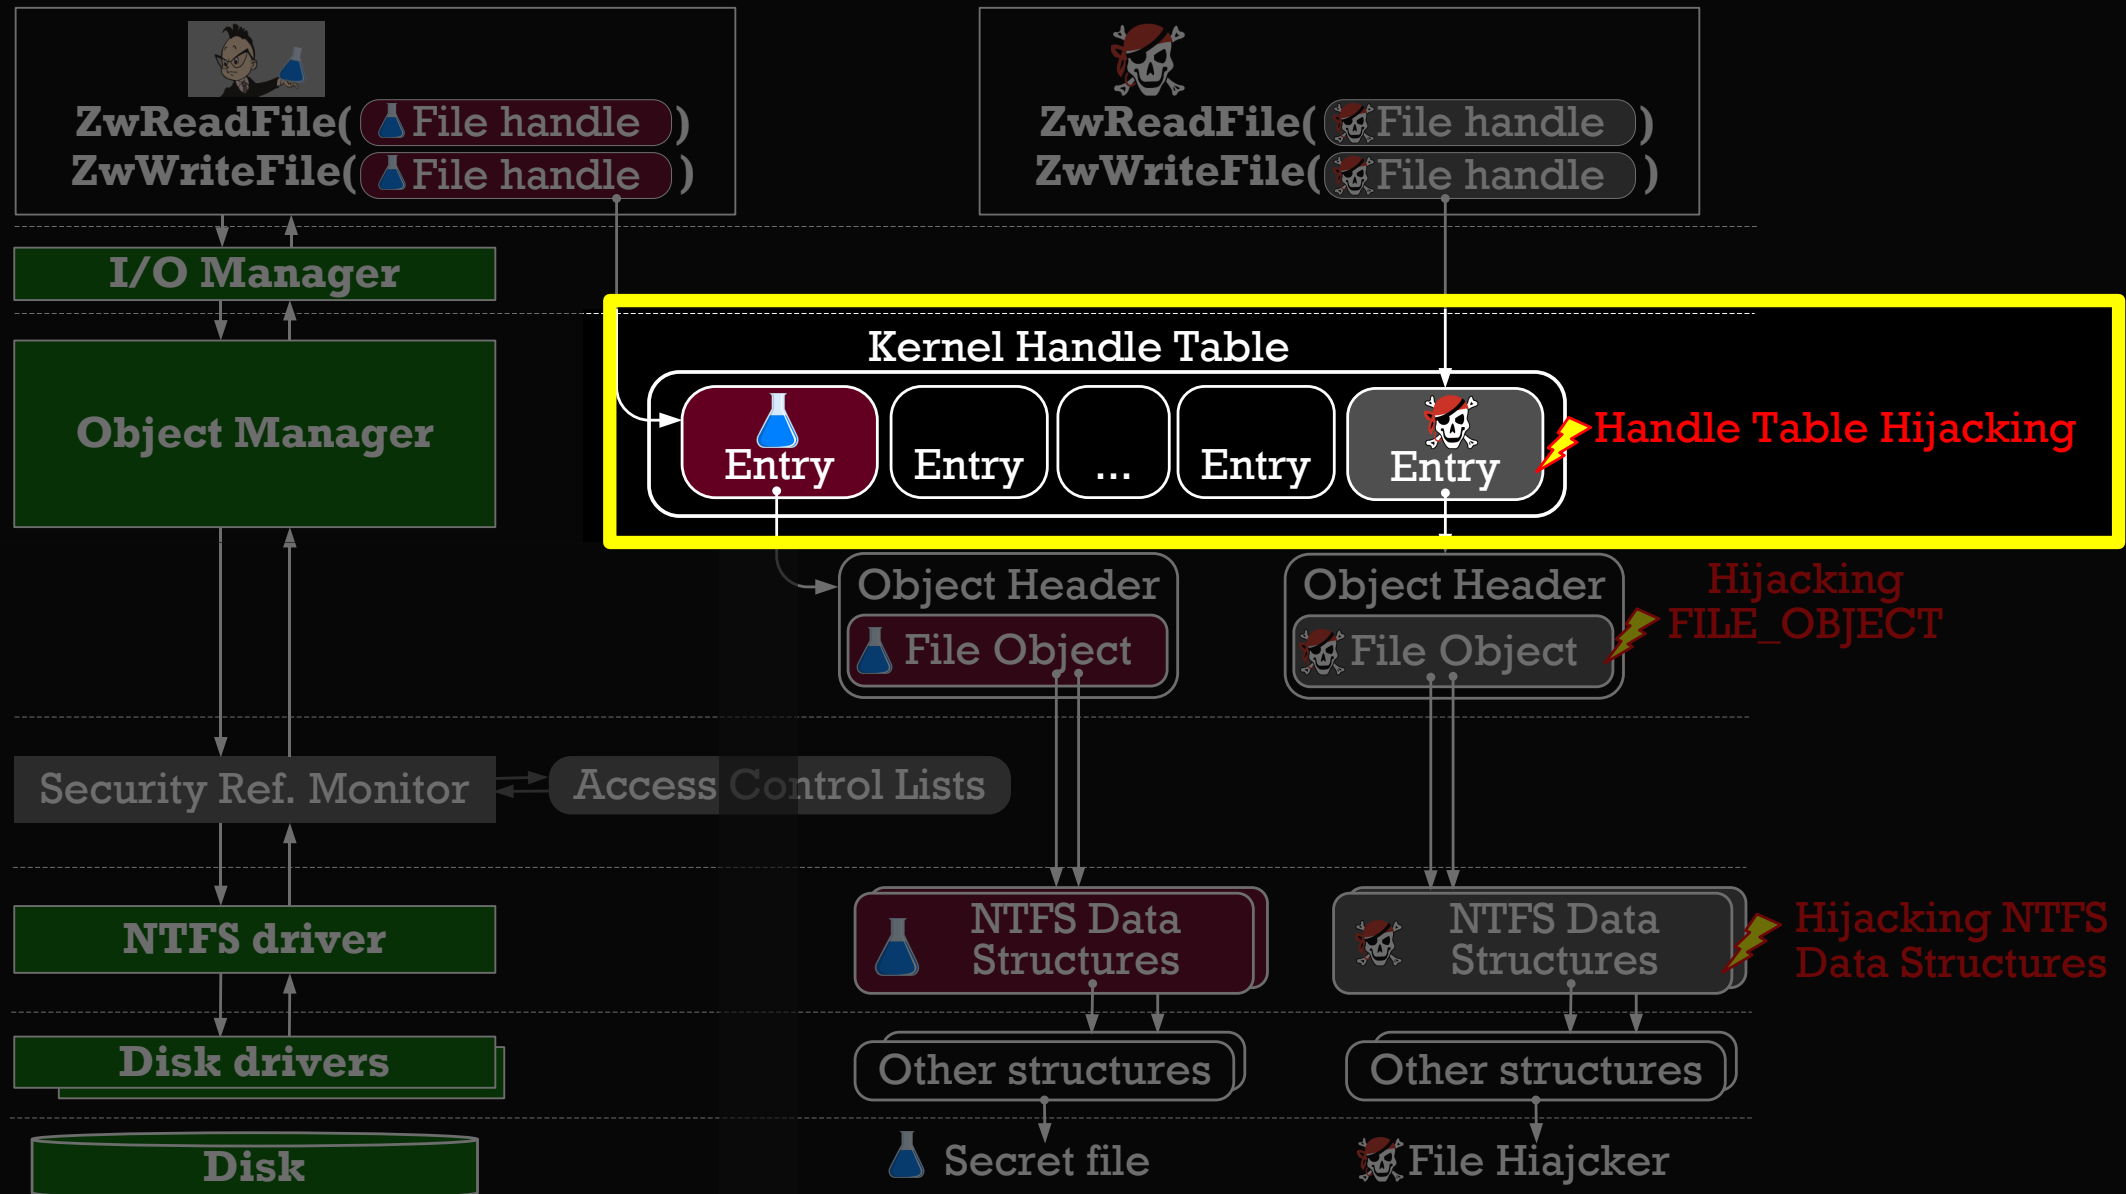 ZwReadFile( File handle )
ZwWriteFile( File handle )
ZwReadFile( File handle )
ZwWriteFile( File handle )
I/O Manager
Kernel Handle Table
Object Manager
Entry
Entry
...
Entry
Entry
Handle Table Hijacking
Object Header
File Object
Object Header
File Object
Hijacking
FILE_OBJECT
Security Ref. Monitor
Access Control Lists
NTFS driver
NTFS Data
Structures
NTFS Data
Structures
Hijacking NTFS
Data Structures
Disk drivers
Other structures
Other structures
Disk
Secret file
File Hiajcker